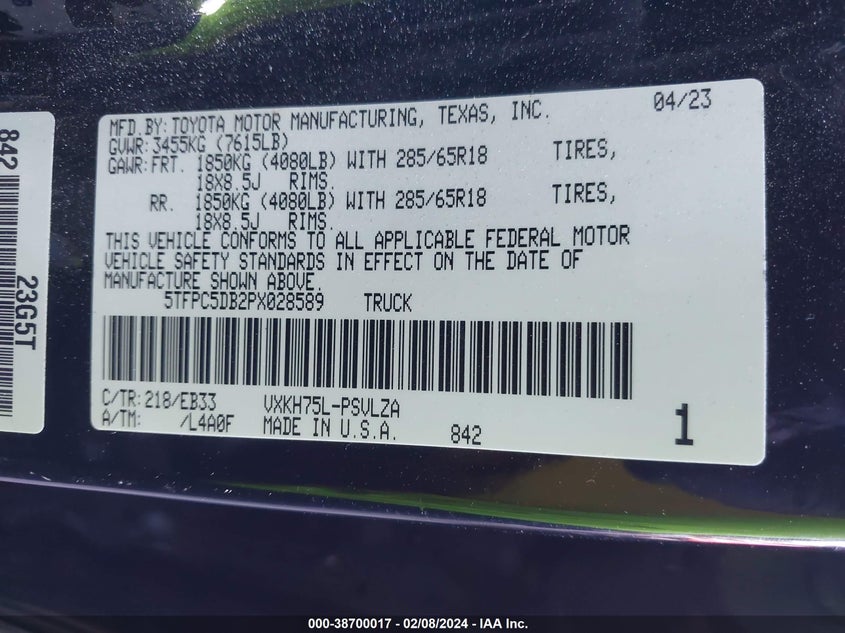 MFD. BY: TOYOTA MOTOR MANUFACTURING, TEXAS, INC. 04/23
GVWR: 3455KG (7615LB)
GAWR: FRT. 1850KG (4080LB) WITH 285/65R18 TIRES,
18X8.5J RIMS.
RR. 1850KG (4080LB) WITH 285/65R18 TIRES,
18X8.5J RIMS.
THIS VEHICLE CONFORMS TO ALL APPLICABLE FEDERAL MOTOR
VEHICLE SAFETY STANDARDS IN EFFECT ON THE DATE OF
MANUFACTURE SHOWN ABOVE.
5TFPC5DB2PX028589 TRUCK
C/TR: 218/EB33 VXKH75L-PSVLZA
A/TM: /L4A0F MADE IN U.S.A. 842 1
842
23G5T
000-38700017 - 02/08/2024 - IAA Inc.